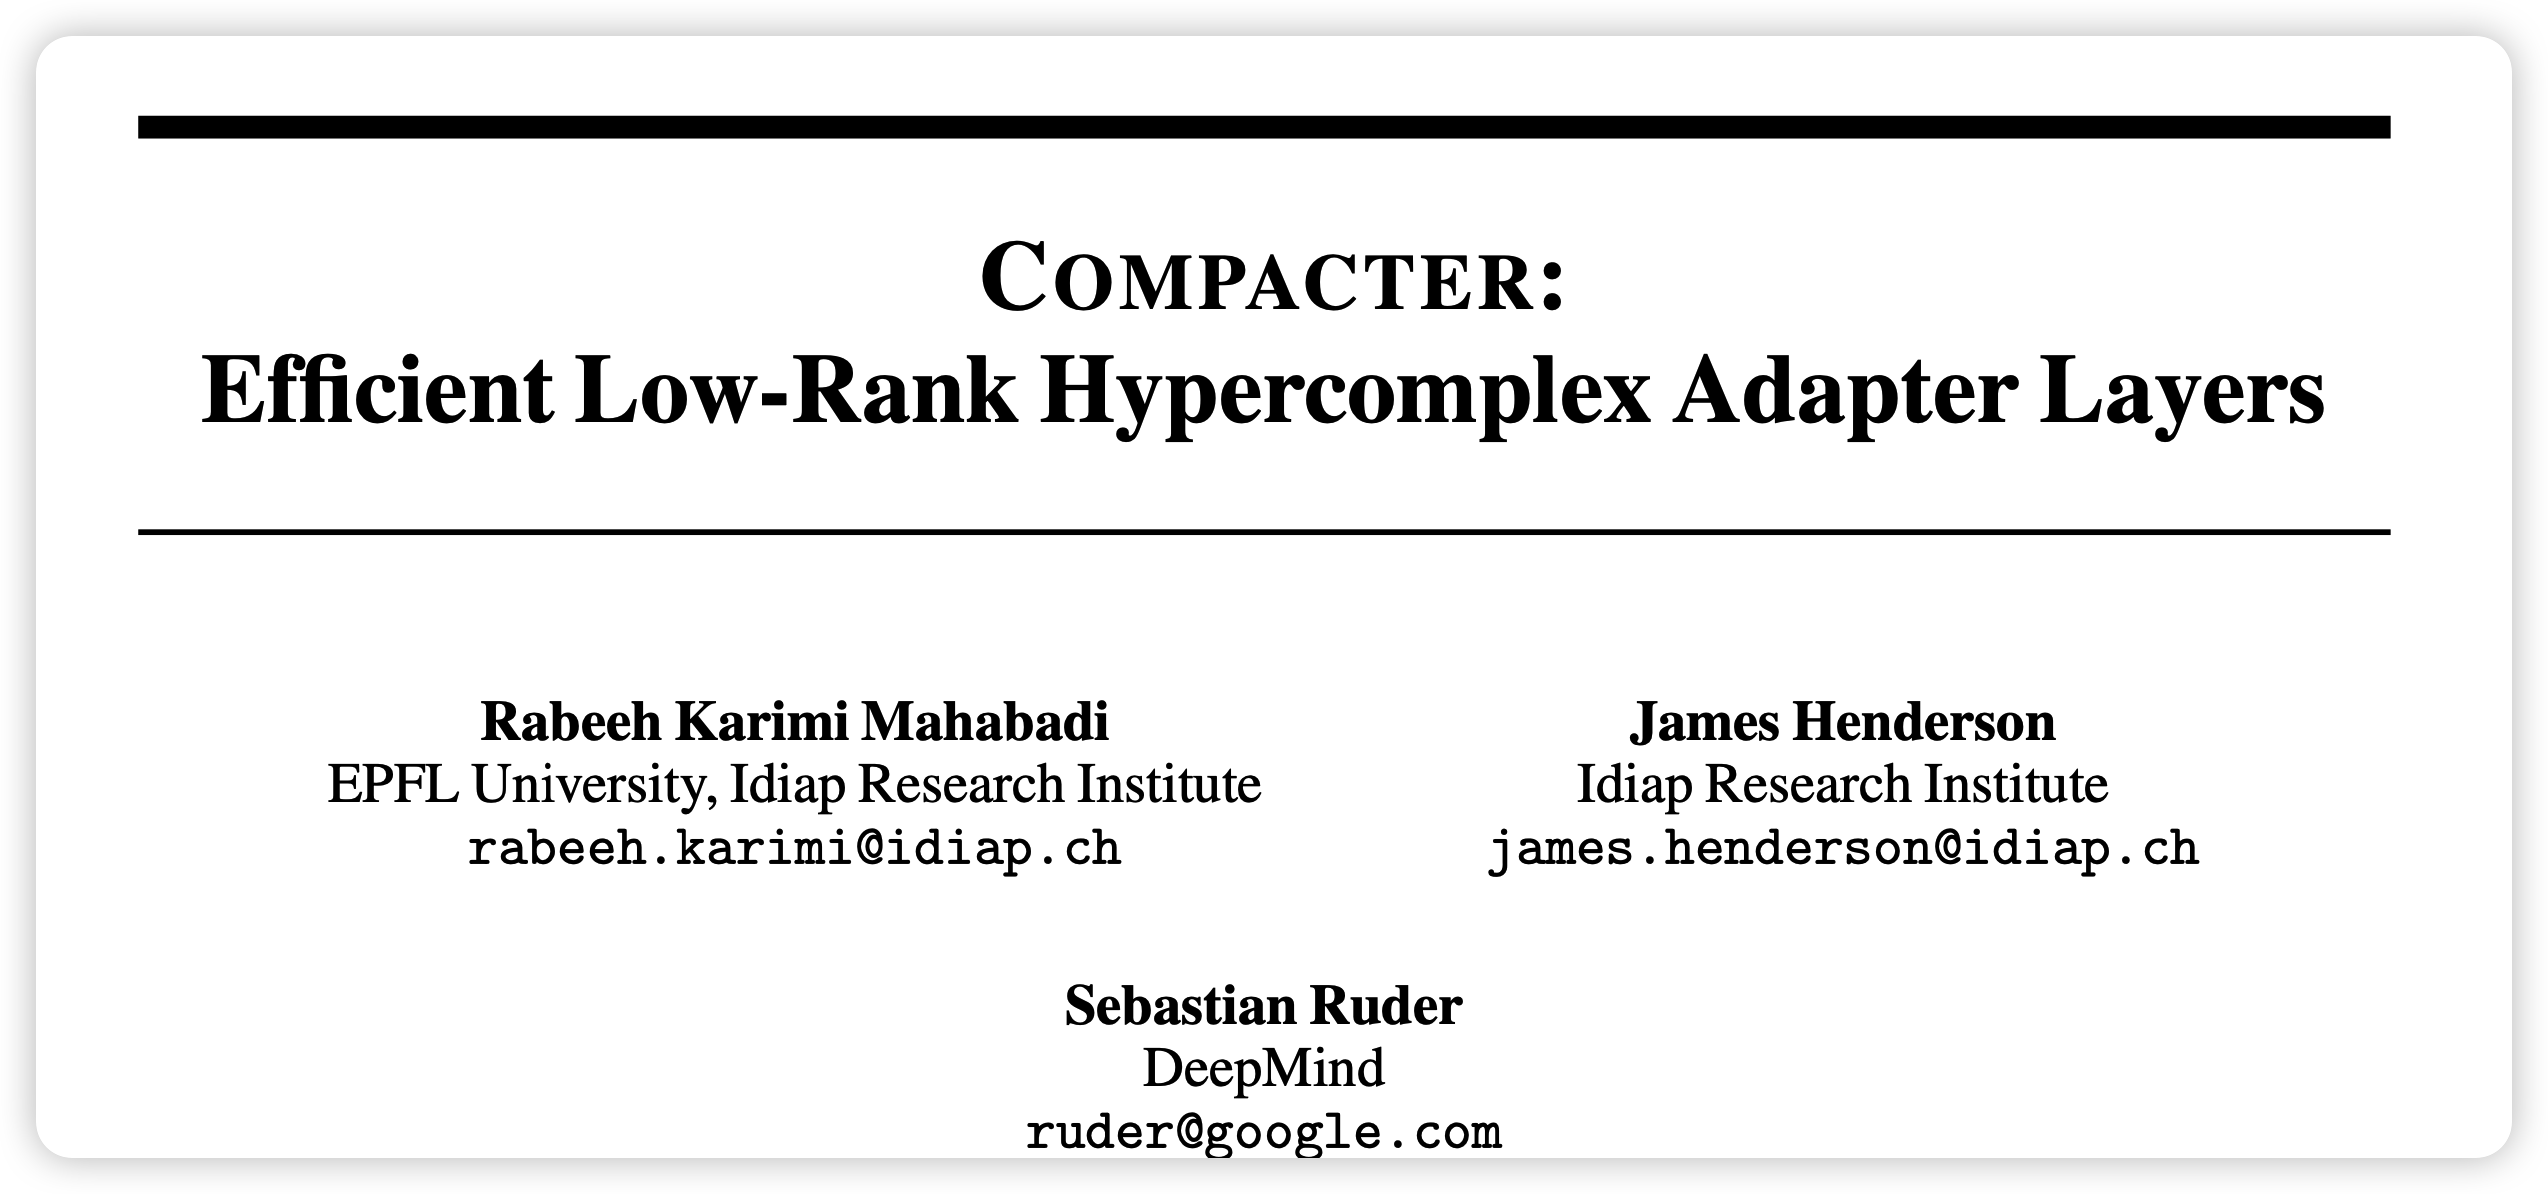 COMPACTER:
Efficient Low-Rank Hypercomplex Adapter Layers
Rabeeh Karimi Mahabadi
EPFL University, Idiap Research Institute
rabeeh.karimi@idiap.ch
James Henderson
Idiap Research Institute
james.henderson@idiap.ch
Sebastian Ruder
DeepMind
ruder@google.com